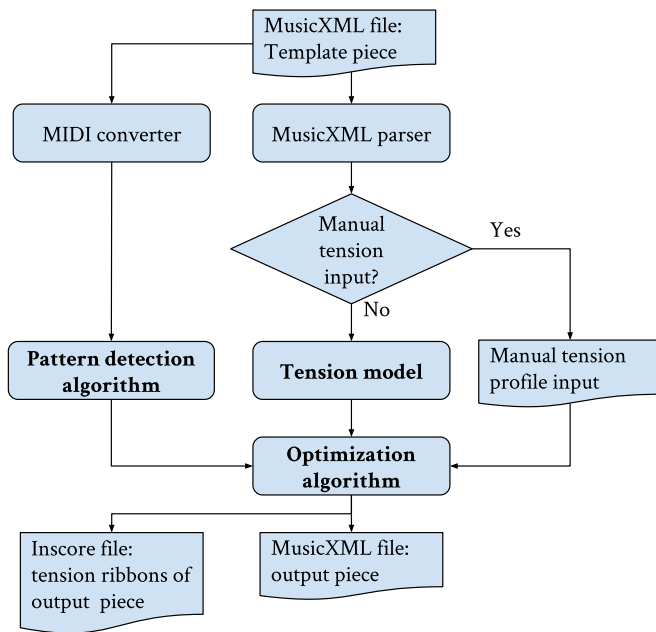 MusicXML file:
Template piece
MIDI converter
MusicXML parser
Manual
tension
input?
Yes
No
Pattern detection
algorithm
Tension model
Manual tension
profile input
Optimization
algorithm
Inscore file:
tension ribbons of
output piece
MusicXML file:
output piece